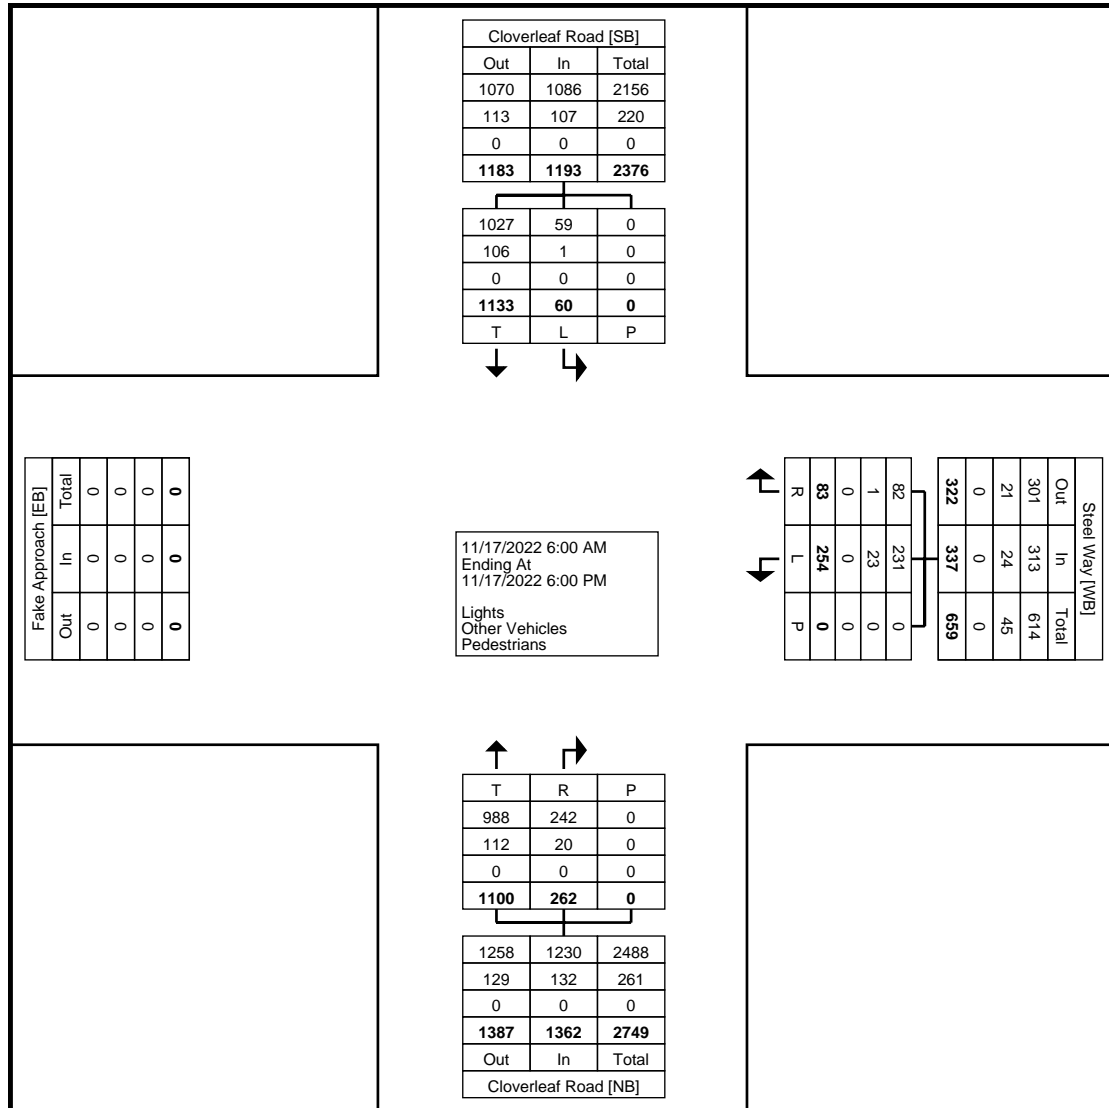 Cloverleaf Road [SB]
Out In Total
1070 1086 2156
113 107 220
0 0 0
1183 1193 2376
1027 59 0
106 1 0
0 0 0
1133 60 0
T L P
Fake Approach [EB]
Total In Out
0 0 0
0 0 0
0 0 0
0 0 0
11/17/2022 6:00 AM
Ending At
11/17/2022 6:00 PM
Lights
Other Vehicles
Pedestrians
Steel Way [WB]
Out In Total
301 313 614
21 24 45
0 0 0
322 337 659
82 231 0
1 23 0
0 0 0
83 254 0
R L P
T R P
988 242 0
112 20 0
0 0 0
1100 262 0
1258 1230 2488
129 132 261
0 0 0
1387 1362 2749
Out In Total
Cloverleaf Road [NB]